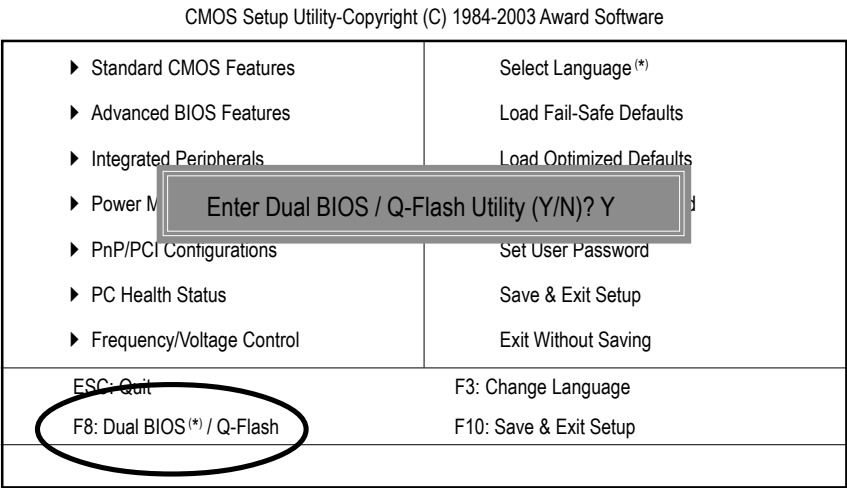 CMOS Setup Utility-Copyright (C) 1984-2003 Award Software
Standard CMOS Features
Select Language (*)
Advanced BIOS Features
Load Fail-Safe Defaults
Integrated Peripherals
Load Optimized Defaults
Power
Enter Dual BIOS / Q-Flash Utility (Y/N)? Y
PnP/PCI Configurations
Set User Password
PC Health Status
Save & Exit Setup
Frequency/Voltage Control
Exit Without Saving
ESC: Quit
F3: Change Language
F8: Dual BIOS (*) / Q-Flash
F10: Save & Exit Setup